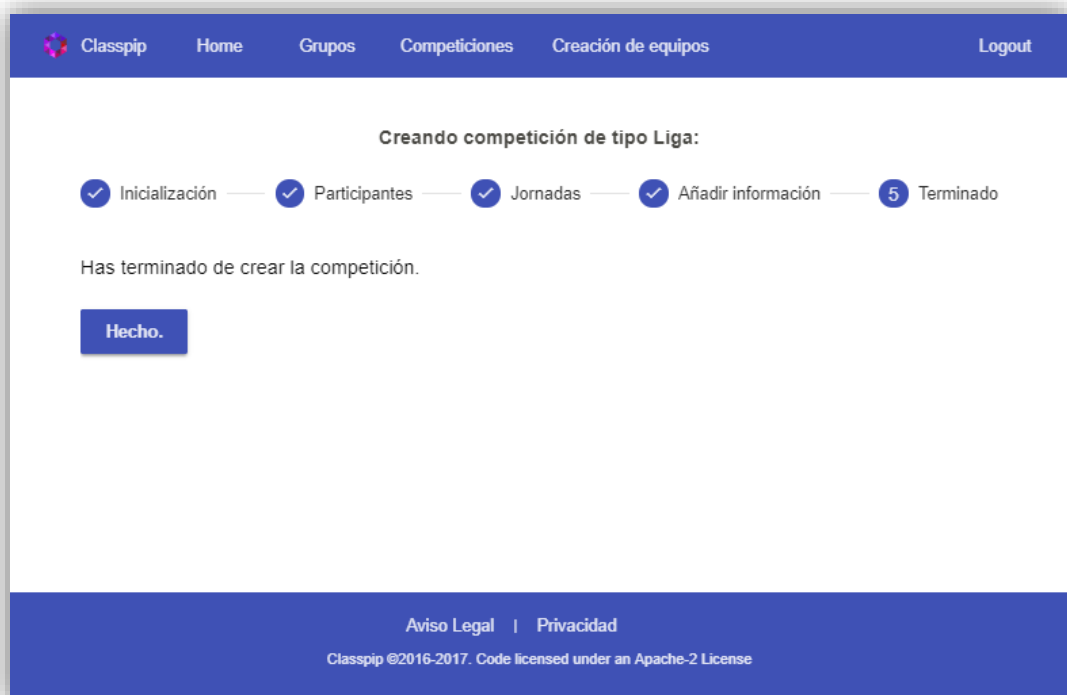 Classpip Home Grupos Competiciones Creación de equipos Logout
Creando competición de tipo Liga:
Inicialización Participantes Jornadas Añadir información 5 Terminado
Has terminado de crear la competición.
Hecho.
Aviso Legal | Privacidad
Classpip ©2016-2017. Code licensed under an Apache-2 License